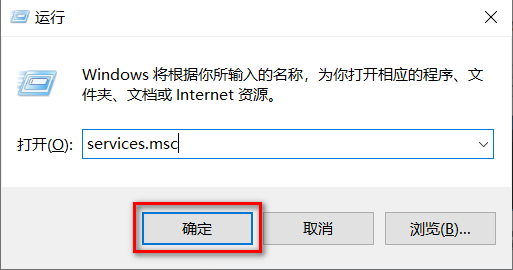 运行
Windows 将根据你所输入的名称，为你打开相应的程序、文
件夹、文档或 Internet 资源。
打开(O): services.msc
确定 取消 浏览(B)...